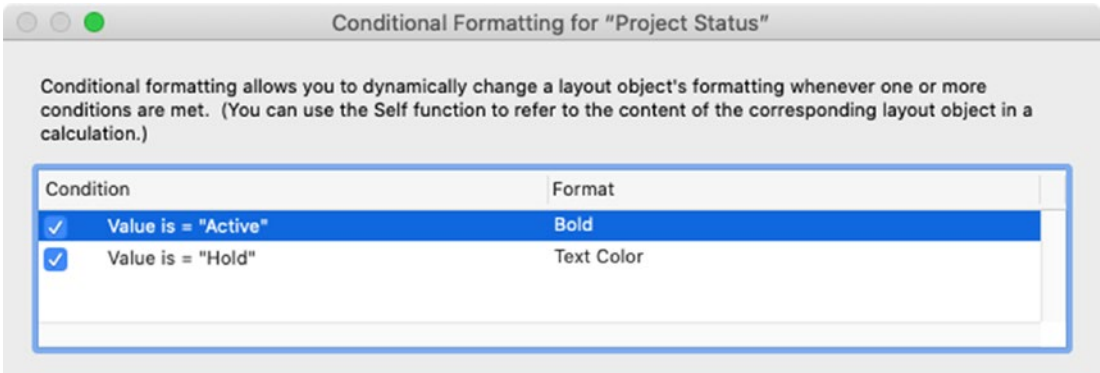 Conditional Formatting for “Project Status”
Conditional formatting allows you to dynamically change a layout object's formatting whenever one or more
conditions are met.  (You can use the Self function to refer to the content of the corresponding layout object in a
calculation.)
Condition Format
Value is = "Active" Bold
Value is = "Hold" Text Color